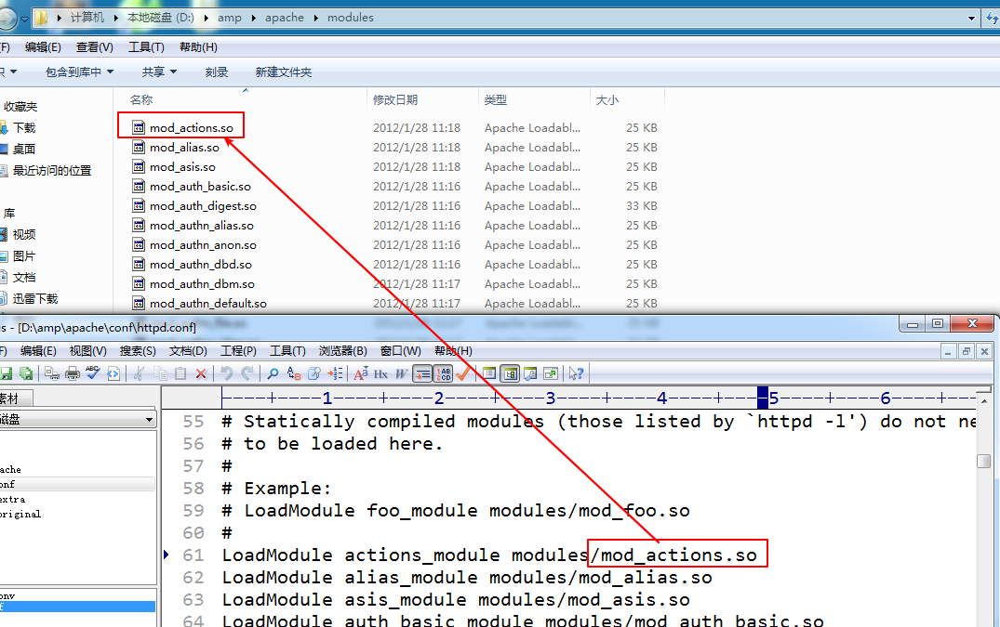 计算机 ▸ 本地磁盘 (D:) ▸ amp ▸ apache ▸ modules
(F) 编辑(E) 查看(V) 工具(T) 帮助(H)
包含到库中 共享 刻录 新建文件夹
名称 修改日期 类型 大小
收藏夹
下载
桌面
最近访问的位置
库
视频
图片
文档
迅雷下载
mod_actions.so 2012/1/28 11:18 Apache Loadabl... 25 KB
mod_alias.so 2012/1/28 11:18 Apache Loadabl... 25 KB
mod_asis.so 2012/1/28 11:18 Apache Loadabl... 25 KB
mod_auth_basic.so 2012/1/28 11:16 Apache Loadabl... 25 KB
mod_auth_digest.so 2012/1/28 11:16 Apache Loadabl... 33 KB
mod_authn_alias.so 2012/1/28 11:16 Apache Loadabl... 25 KB
mod_authn_anon.so 2012/1/28 11:16 Apache Loadabl... 25 KB
mod_authn_dbd.so 2012/1/28 11:16 Apache Loadabl... 25 KB
mod_authn_dbm.so 2012/1/28 11:17 Apache Loadabl... 25 KB
mod_authn_default.so 2012/1/28 11:17 Apache Loadabl... 25 KB
s - [D:\amp\apache\conf\httpd.conf]
F) 编辑(E) 视图(V) 搜索(S) 文档(D) 工程(P) 工具(T) 浏览器(B) 窗口(W) 帮助(H)
素材
磁盘
ache
onf
extra
original
onv
f
1 2 3 4 5 6
55 # Statically compiled modules (those listed by `httpd -l') do not ne
56 # to be loaded here.
57 #
58 # Example:
59 # LoadModule foo_module modules/mod_foo.so
60 #
61 LoadModule actions_module modules/mod_actions.so
62 LoadModule alias_module modules/mod_alias.so
63 LoadModule asis_module modules/mod_asis.so
64 LoadModule auth_basic_module modules/mod_auth_basic.so